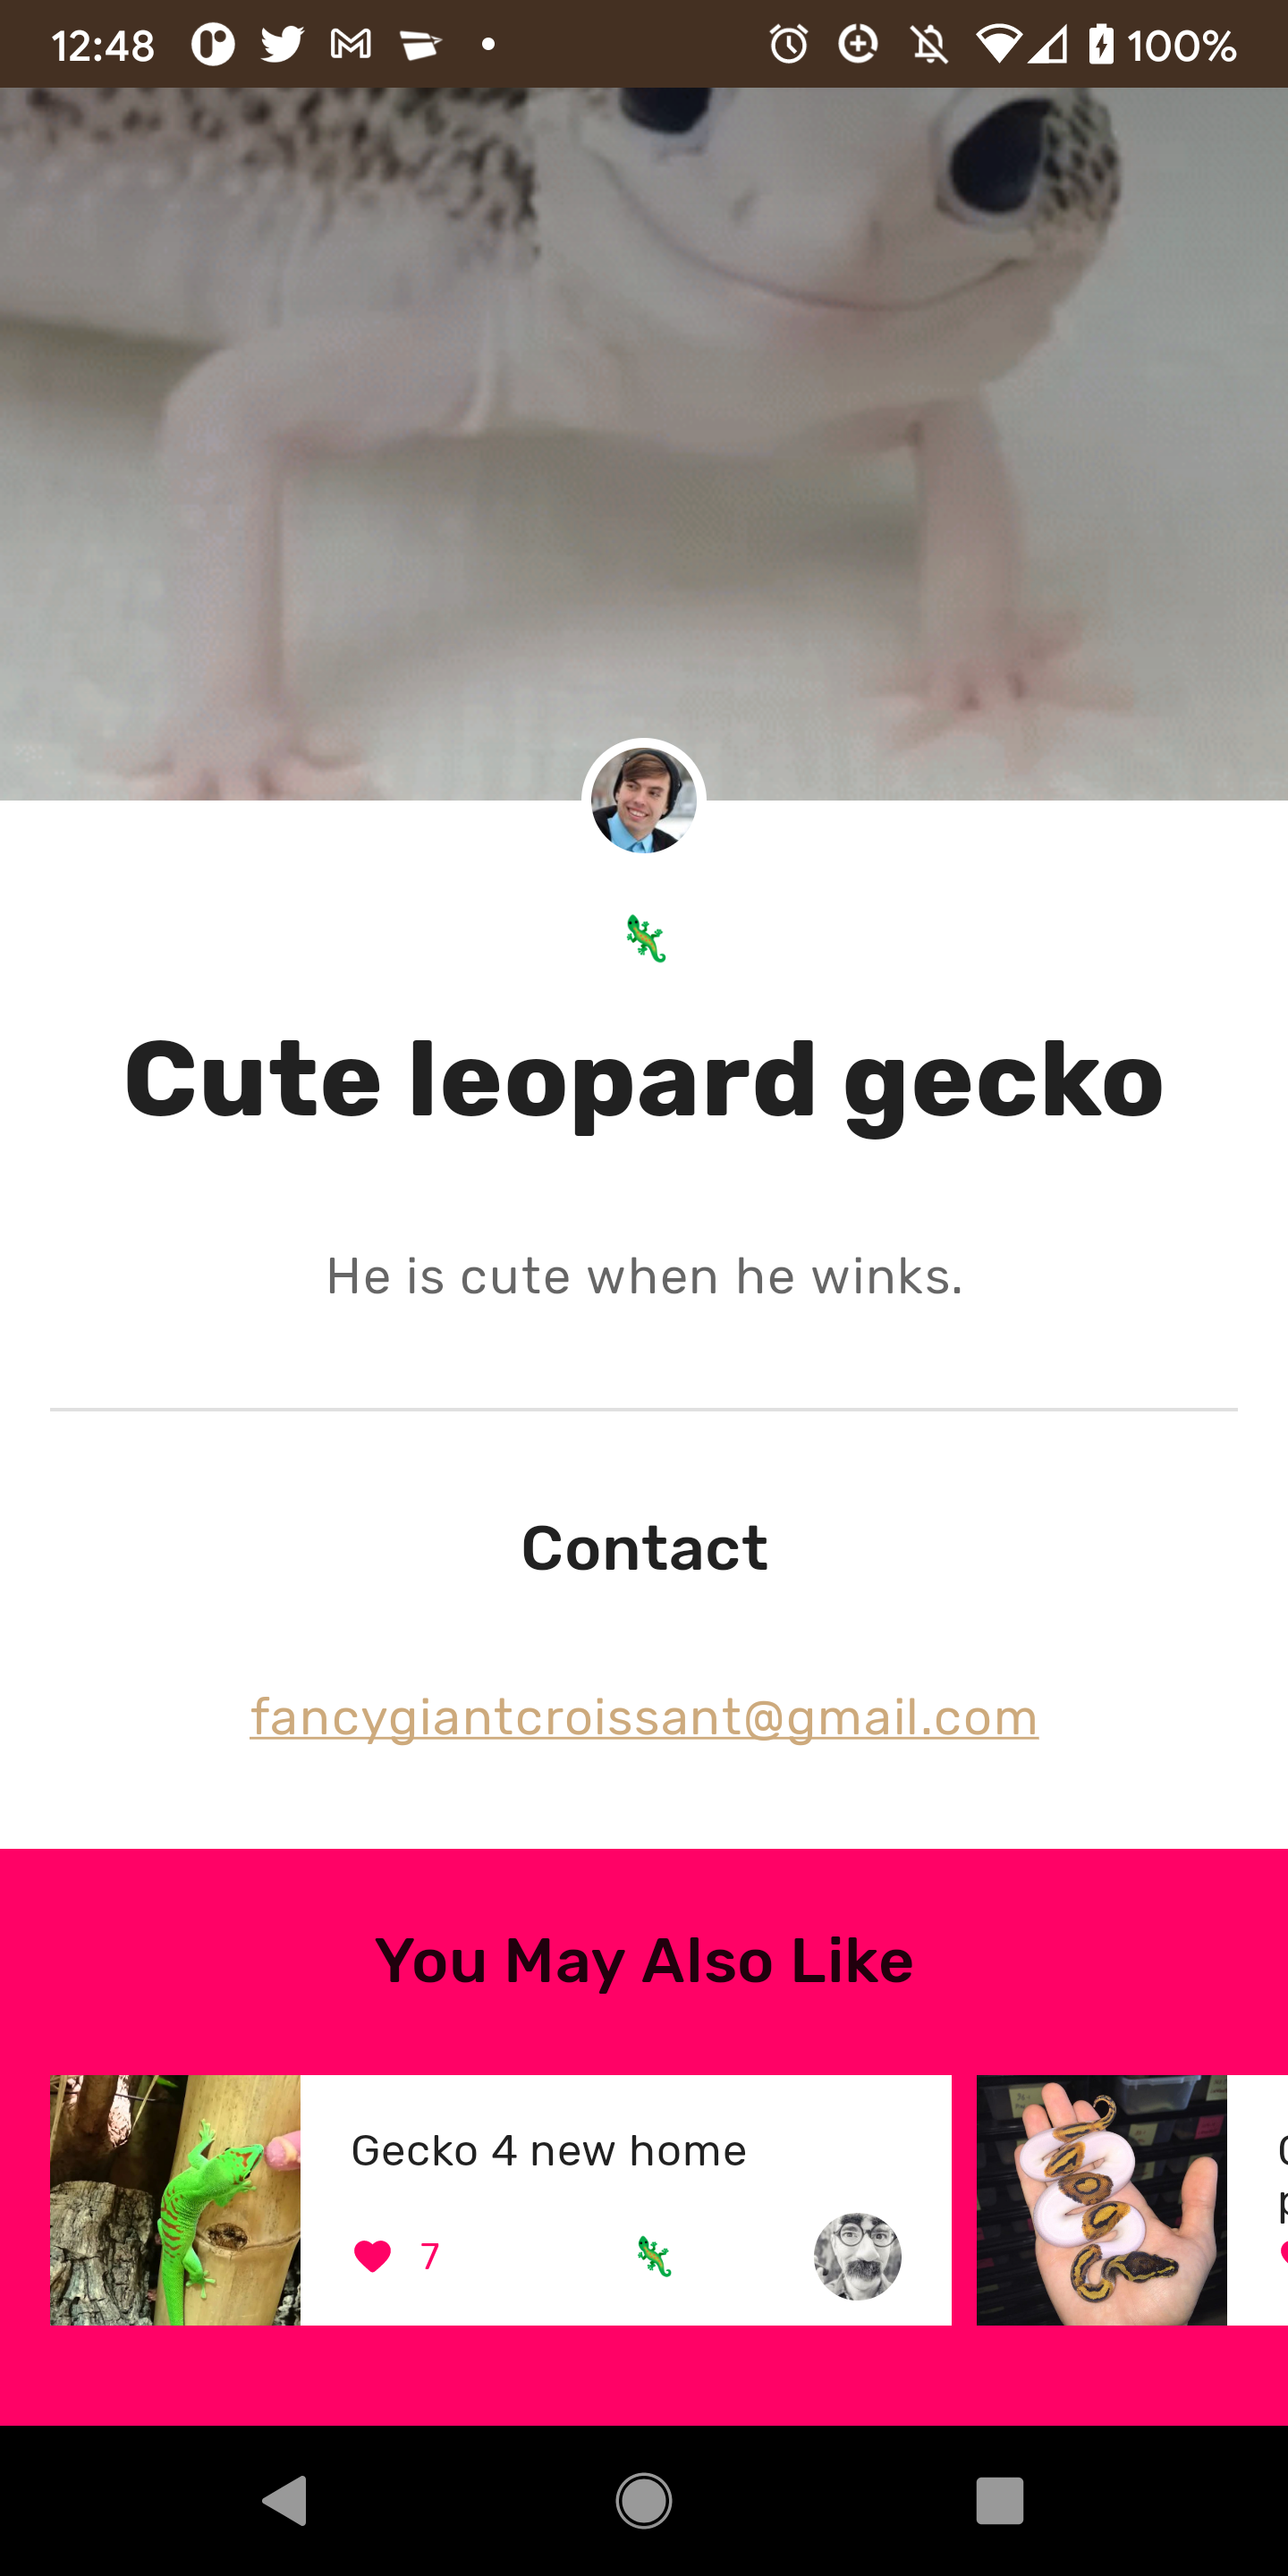 12:48
100%
Cute leopard gecko
He is cute when he winks.
Contact
fancygiantcroissant@gmail.com
You May Also Like
Gecko 4 new home
7